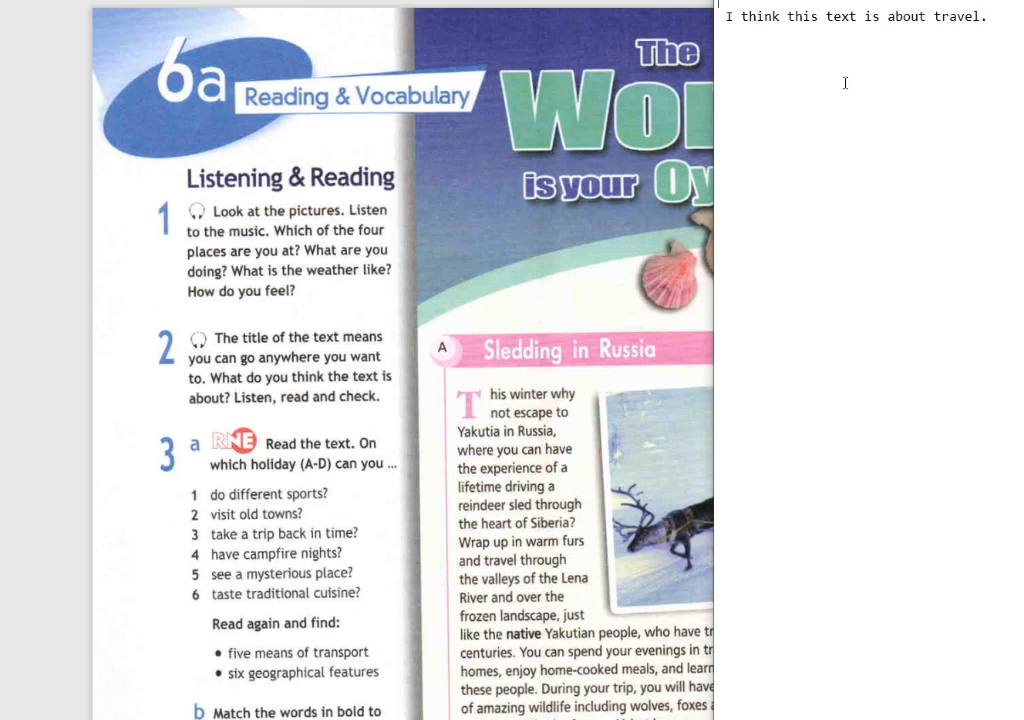 6a
Reading & Vocabulary
Listening & Reading
1 Look at the pictures. Listen
to the music. Which of the four
places are you at? What are you
doing? What is the weather like?
How do you feel?
2 The title of the text means
you can go anywhere you want
to. What do you think the text is
about? Listen, read and check.
3 a RNE Read the text. On
which holiday (A-D) can you ...
1 do different sports?
2 visit old towns?
3 take a trip back in time?
4 have campfire nights?
5 see a mysterious place?
6 taste traditional cuisine?
Read again and find:
• five means of transport
• six geographical features
b Match the words in bold to
The
Wor
is your Oy
A Sledding in Russia
This winter why
not escape to
Yakutia in Russia,
where you can have
the experience of a
lifetime driving a
reindeer sled through
the heart of Siberia?
Wrap up in warm furs
and travel through
the valleys of the Lena
River and over the
frozen landscape, just
like the native Yakutian people, who have tr
centuries. You can spend your evenings in tr
homes, enjoy home-cooked meals, and learn
these people. During your trip, you will have
of amazing wildlife including wolves, foxes a
I think this text is about travel.